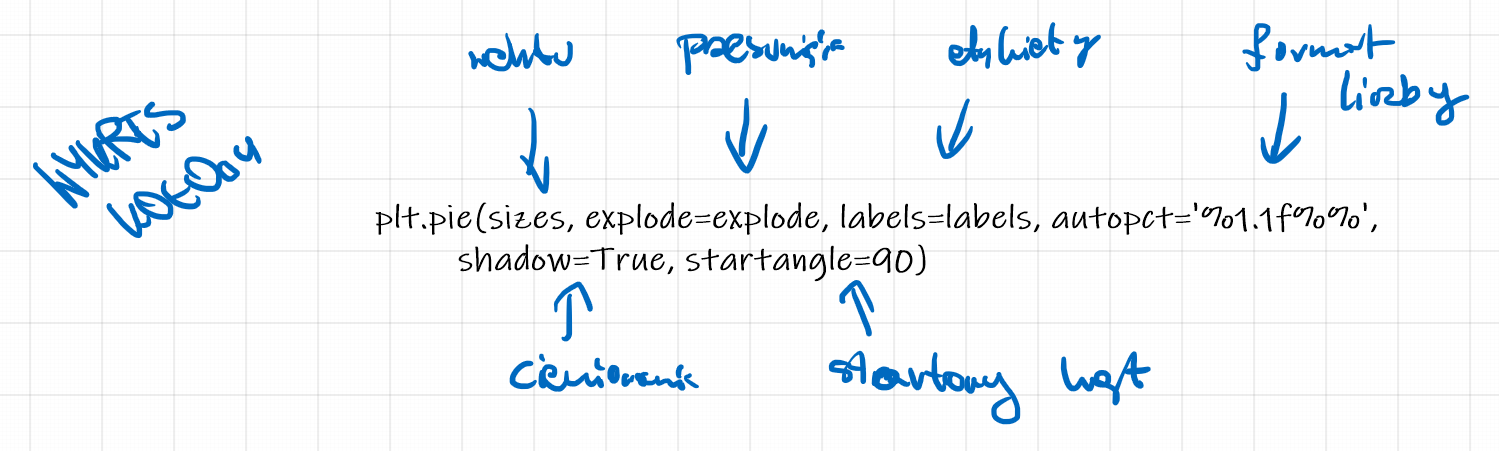 wektor przesunięcie etykiety format
liczby
WYKRES
KOŁOWY
plt.pie(sizes, explode=explode, labels=labels, autopct='%1.1f%%',
shadow=True, startangle=90)
cieniowanie startowy kąt